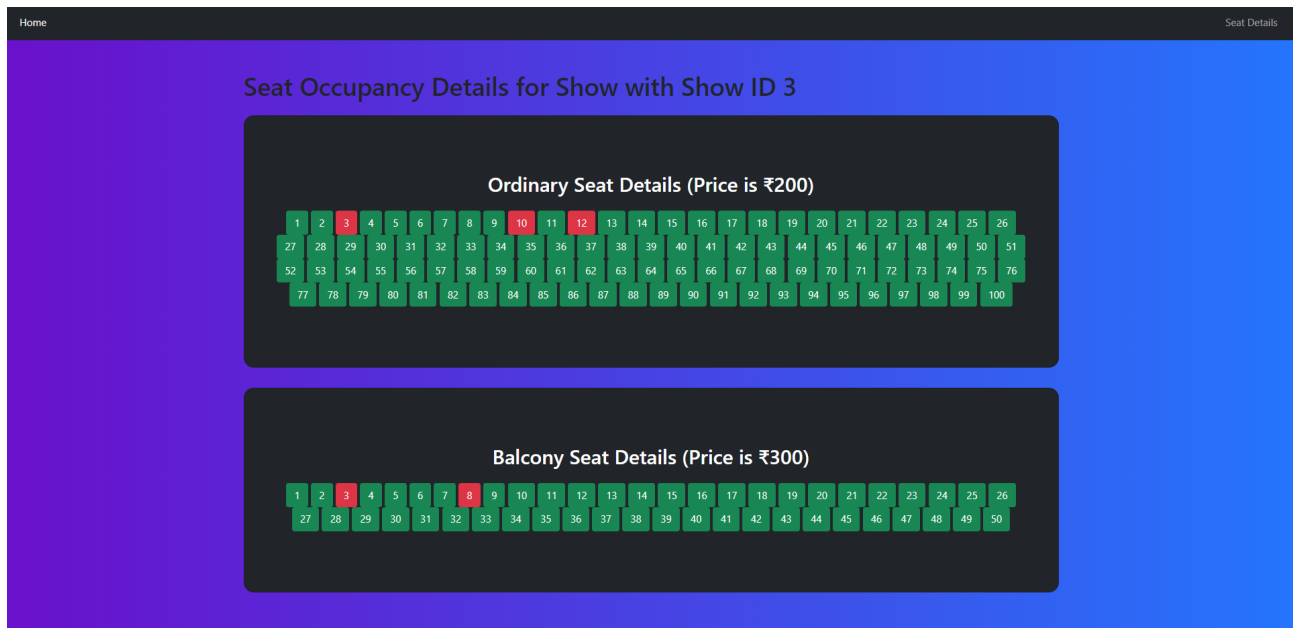 Home Seat Details
Seat Occupancy Details for Show with Show ID 3
Ordinary Seat Details (Price is ₹200)
1 2 3 4 5 6 7 8 9 10 11 12 13 14 15 16 17 18 19 20 21 22 23 24 25 26
27 28 29 30 31 32 33 34 35 36 37 38 39 40 41 42 43 44 45 46 47 48 49 50 51
52 53 54 55 56 57 58 59 60 61 62 63 64 65 66 67 68 69 70 71 72 73 74 75 76
77 78 79 80 81 82 83 84 85 86 87 88 89 90 91 92 93 94 95 96 97 98 99 100
Balcony Seat Details (Price is ₹300)
1 2 3 4 5 6 7 8 9 10 11 12 13 14 15 16 17 18 19 20 21 22 23 24 25 26
27 28 29 30 31 32 33 34 35 36 37 38 39 40 41 42 43 44 45 46 47 48 49 50